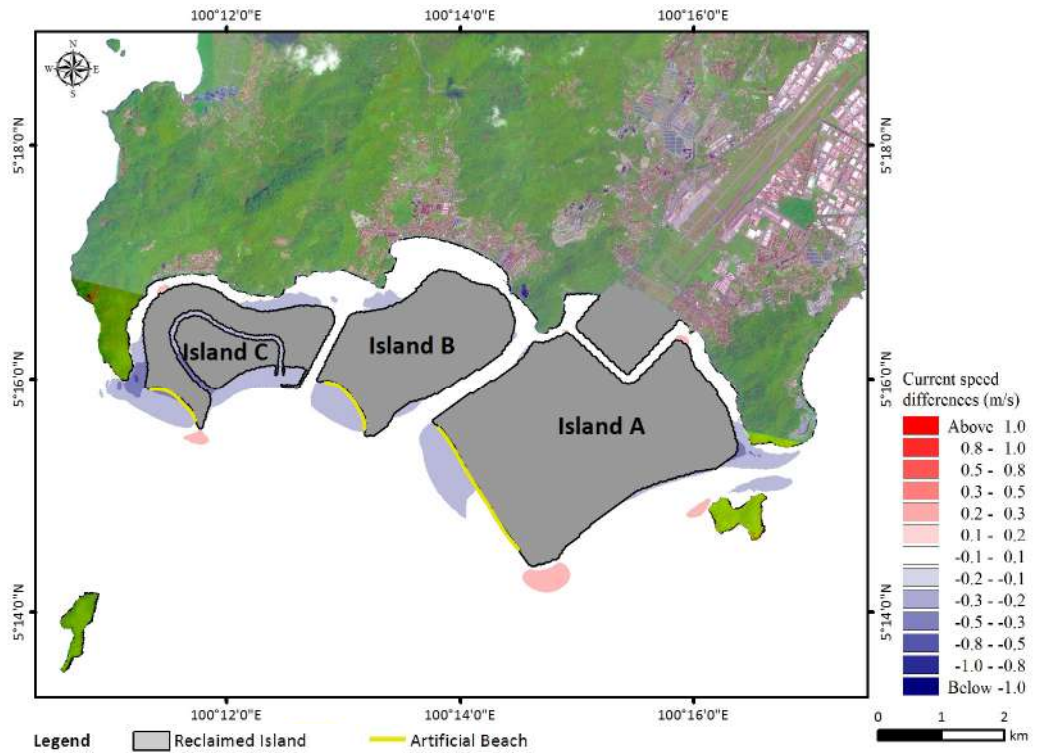 100°12'0"E 100°14'0"E 100°16'0"E
N
W E
S
5°18'0"N 5°18'0"N
Island C
Island B
Island A
5°16'0"N 5°16'0"N
5°14'0"N 5°14'0"N
Current speed
differences (m/s)
Above 1.0
0.8 - 1.0
0.5 - 0.8
0.3 - 0.5
0.2 - 0.3
0.1 - 0.2
-0.1 - 0.1
-0.2 - -0.1
-0.3 - -0.2
-0.5 - -0.3
-0.8 - -0.5
-1.0 - -0.8
Below -1.0
100°12'0"E 100°14'0"E 100°16'0"E
0 1 2
km
Legend Reclaimed Island Artificial Beach